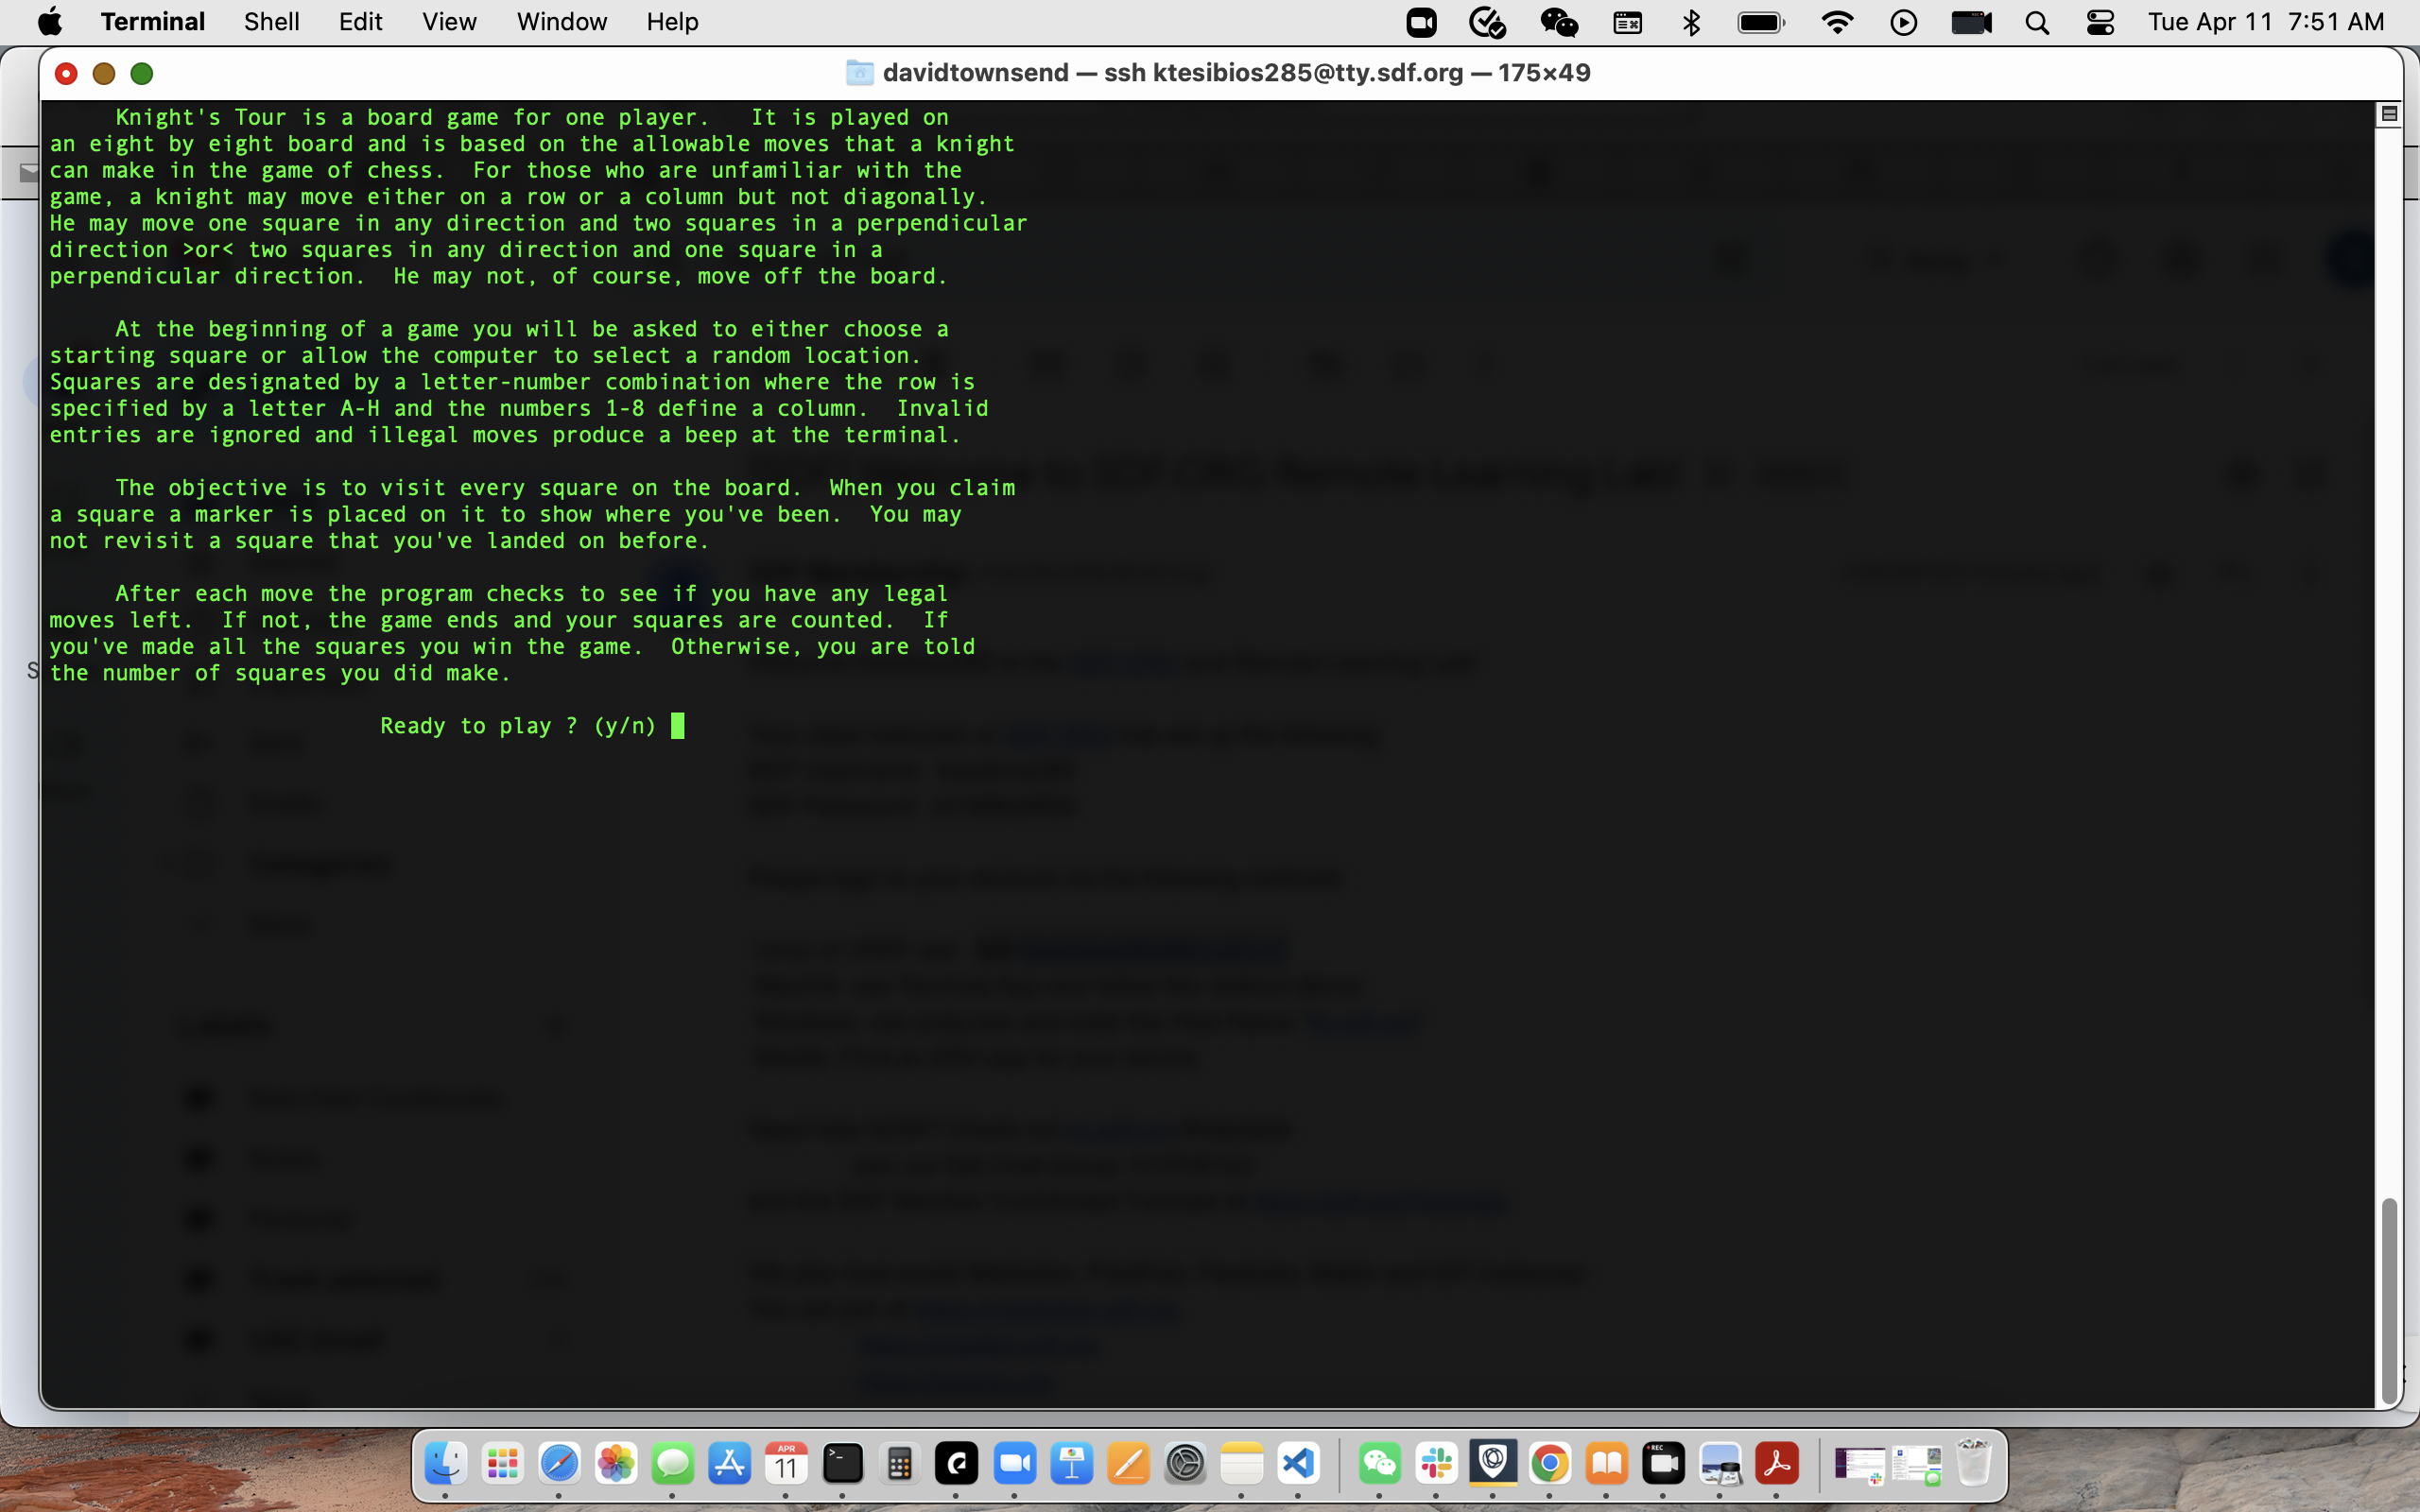 Terminal Shell Edit View Window Help Tue Apr 11 7:51 AM
davidtownsend — ssh ktesibios285@tty.sdf.org — 175×49
Knight's Tour is a board game for one player. It is played on
an eight by eight board and is based on the allowable moves that a knight
can make in the game of chess. For those who are unfamiliar with the
game, a knight may move either on a row or a column but not diagonally.
He may move one square in any direction and two squares in a perpendicular
direction >or< two squares in any direction and one square in a
perpendicular direction. He may not, of course, move off the board.
At the beginning of a game you will be asked to either choose a
starting square or allow the computer to select a random location.
Squares are designated by a letter-number combination where the row is
specified by a letter A-H and the numbers 1-8 define a column. Invalid
entries are ignored and illegal moves produce a beep at the terminal.
The objective is to visit every square on the board. When you claim
a square a marker is placed on it to show where you've been. You may
not revisit a square that you've landed on before.
After each move the program checks to see if you have any legal
moves left. If not, the game ends and your squares are counted. If
you've made all the squares you win the game. Otherwise, you are told
S
the number of squares you did make.
Ready to play ? (y/n)
APR
11
REC